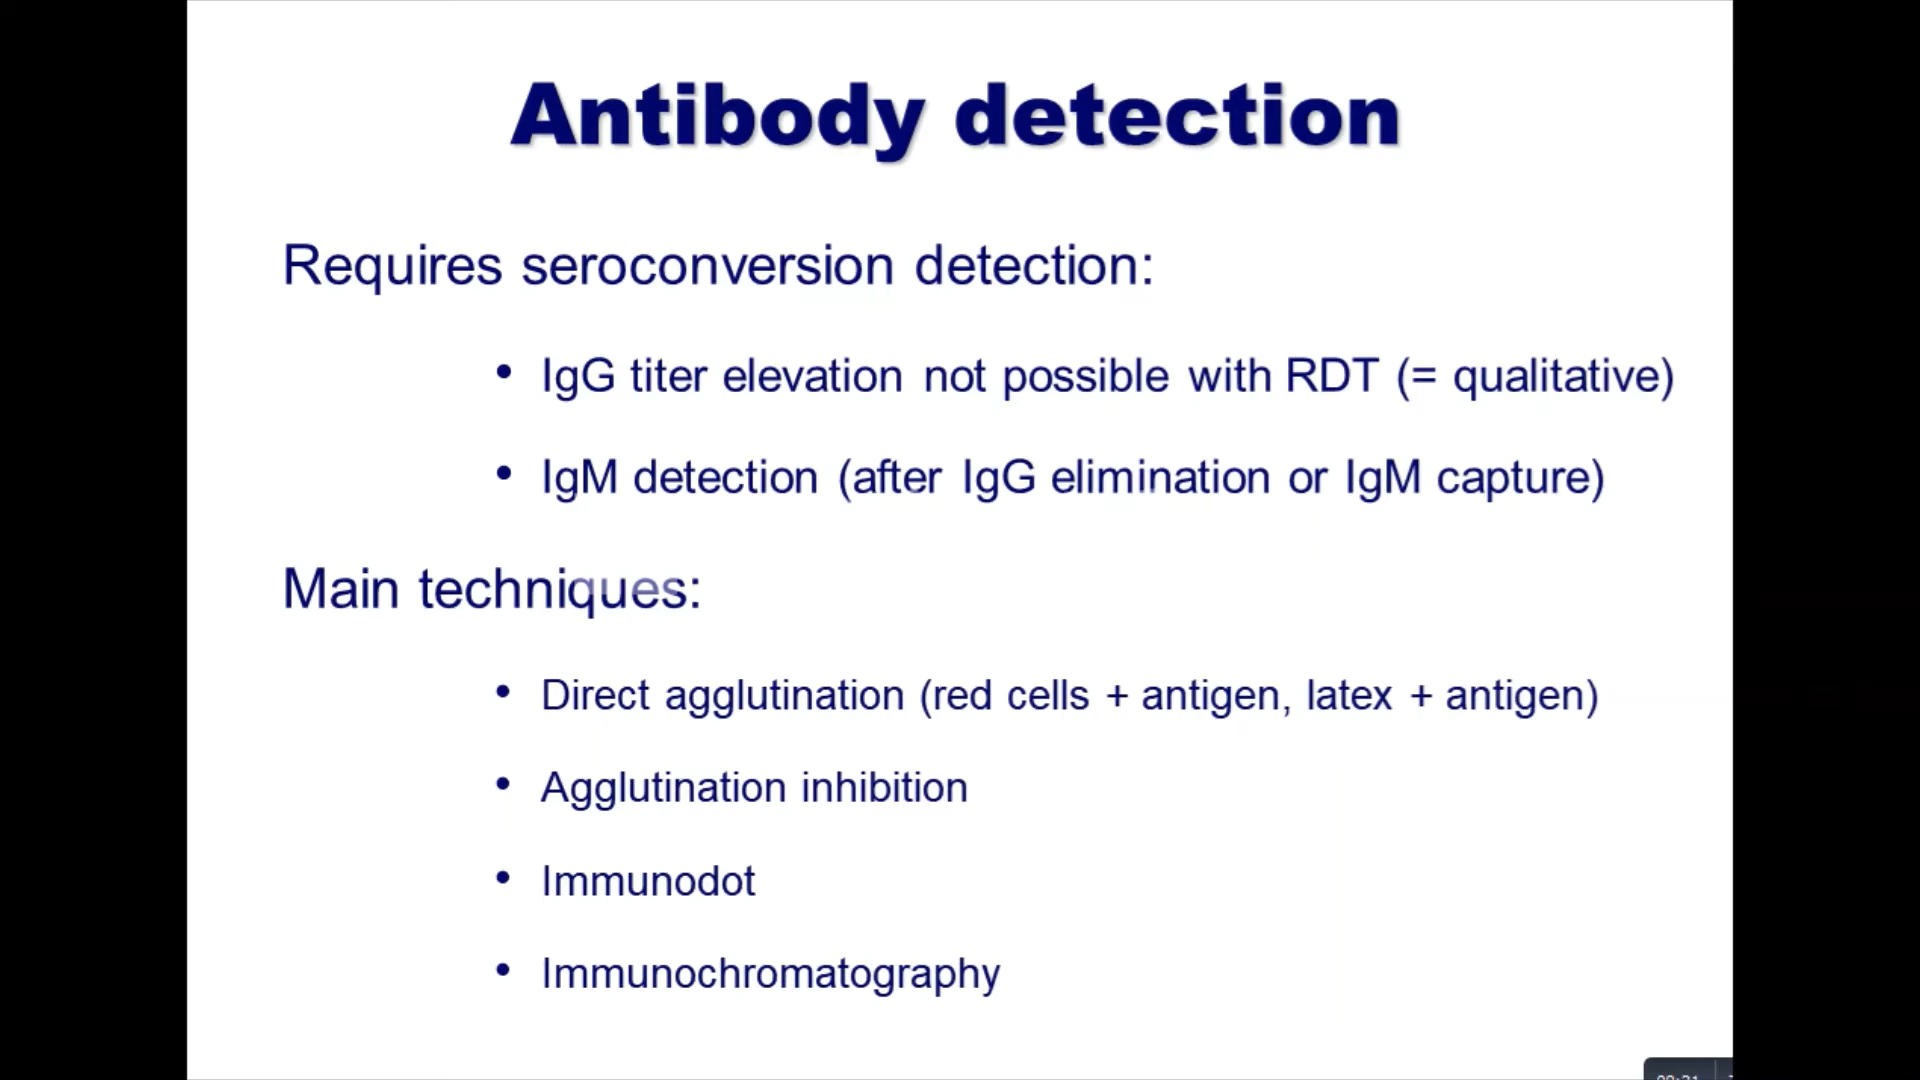 Antibody detection
Requires seroconversion detection:
• IgG titer elevation not possible with RDT (= qualitative)
• IgM detection (after IgG elimination or IgM capture)
Main techniques:
• Direct agglutination (red cells + antigen, latex + antigen)
• Agglutination inhibition
• Immunodot
• Immunochromatography